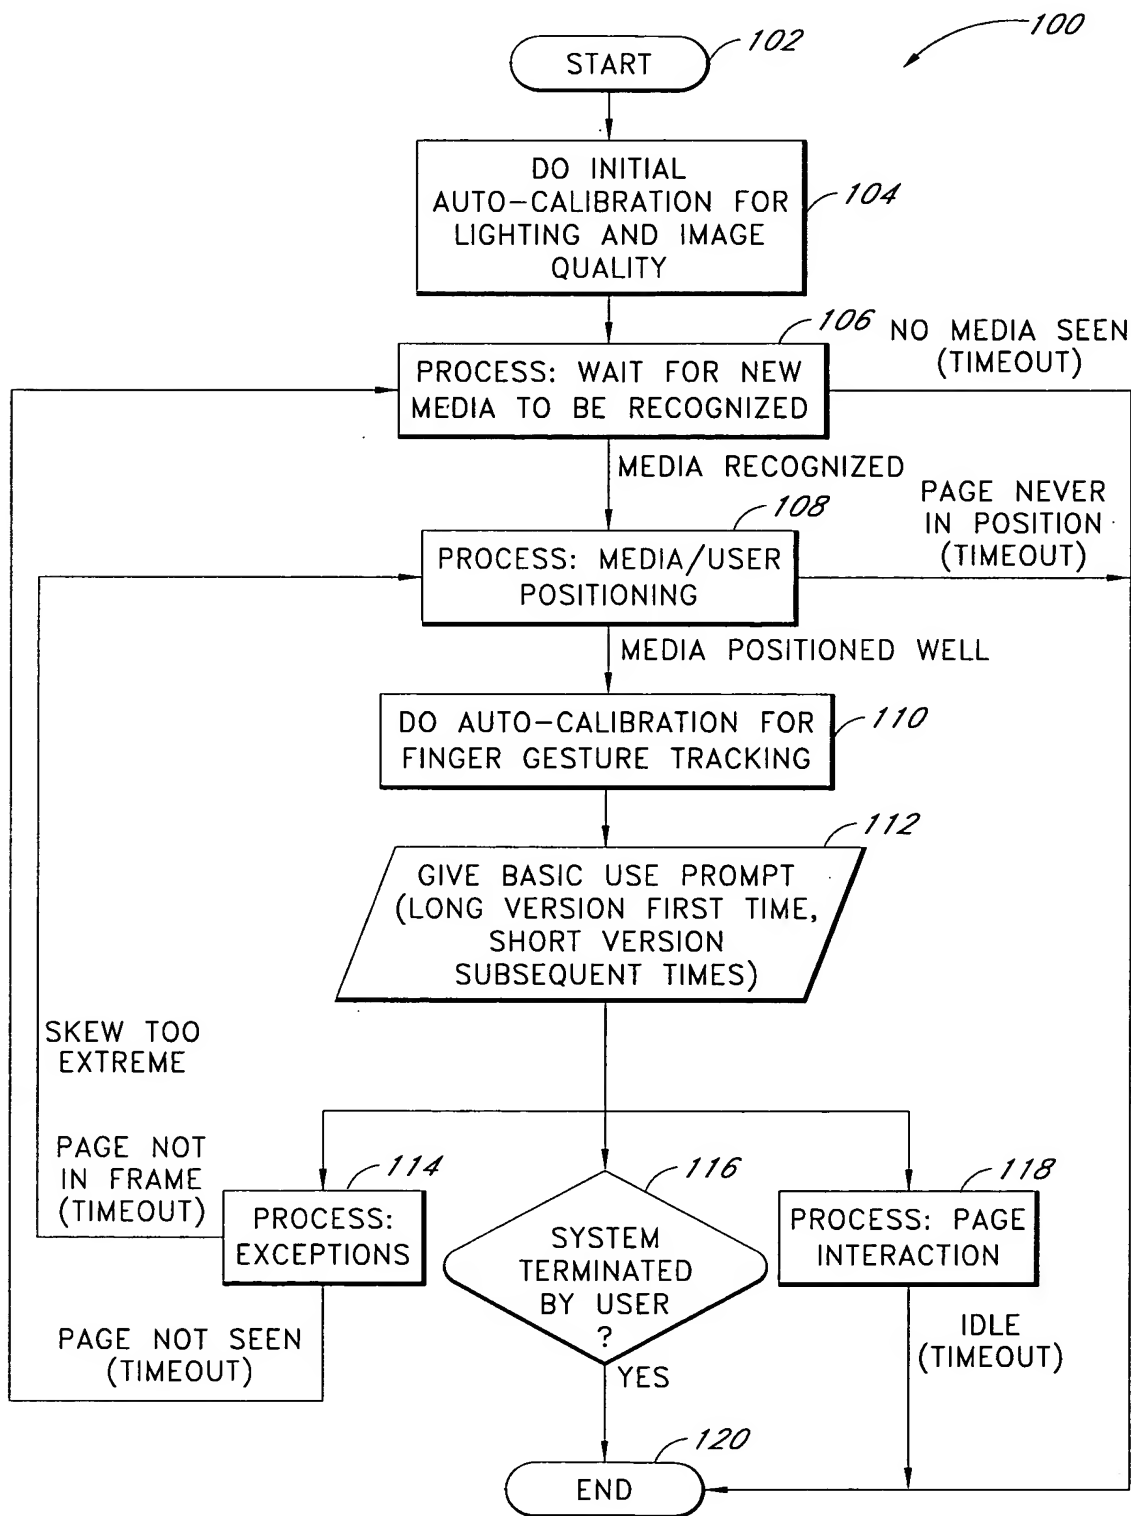 100
102
START
DO INITIAL
AUTO-CALIBRATION FOR
LIGHTING AND IMAGE
QUALITY
104
106
NO MEDIA SEEN
(TIMEOUT)
PROCESS: WAIT FOR NEW
MEDIA TO BE RECOGNIZED
MEDIA RECOGNIZED
108
PAGE NEVER
IN POSITION
(TIMEOUT)
PROCESS: MEDIA/USER
POSITIONING
MEDIA POSITIONED WELL
DO AUTO-CALIBRATION FOR
FINGER GESTURE TRACKING
110
112
GIVE BASIC USE PROMPT
(LONG VERSION FIRST TIME,
SHORT VERSION
SUBSEQUENT TIMES)
SKEW TOO
EXTREME
PAGE NOT
IN FRAME
(TIMEOUT)
114
PROCESS:
EXCEPTIONS
PAGE NOT SEEN
(TIMEOUT)
116
SYSTEM
TERMINATED
BY USER
?
YES
118
PROCESS: PAGE
INTERACTION
IDLE
(TIMEOUT)
120
END